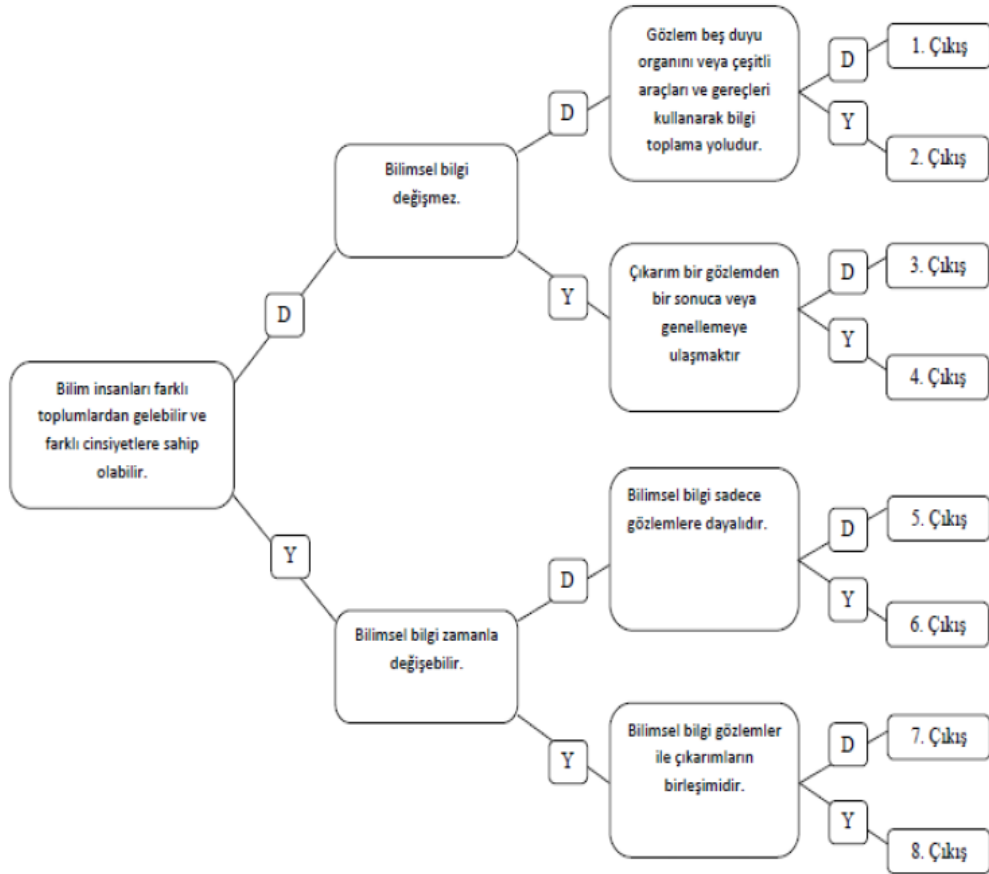 Bilim insanları farklı
toplumlardan gelebilir ve
farklı cinsiyetlere sahip
olabilir.
D
Y
Bilimsel bilgi
değişmez.
D
Y
Bilimsel bilgi zamanla
değişebilir.
D
Y
Gözlem beş duyu
organını veya çeşitli
araçları ve gereçleri
kullanarak bilgi
toplama yoludur.
D
Y
1. Çıkış
2. Çıkış
Çıkarım bir gözlemden
bir sonuca veya
genellemeye
ulaşmaktır
D
Y
3. Çıkış
4. Çıkış
Bilimsel bilgi sadece
gözlemlere dayalıdır.
D
Y
5. Çıkış
6. Çıkış
Bilimsel bilgi gözlemler
ile çıkarımların
birleşimidir.
D
Y
7. Çıkış
8. Çıkış